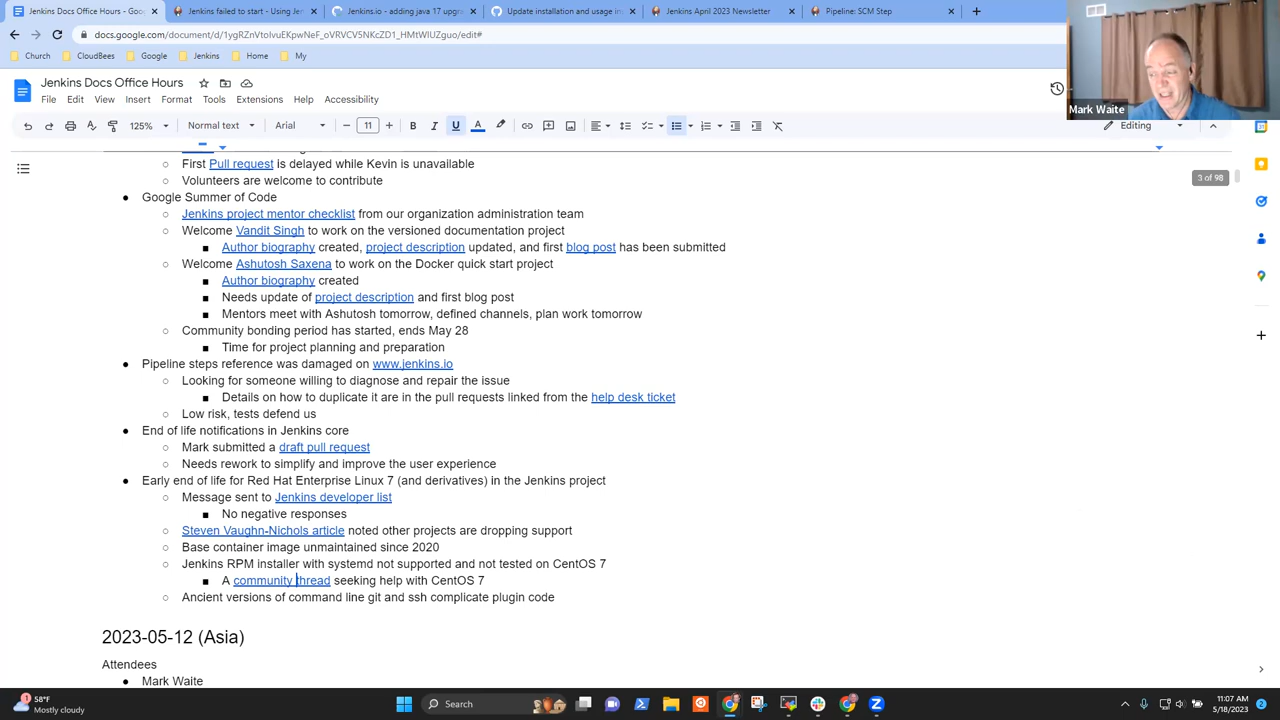 Jenkins Docs Office Hours - Goo
Jenkins failed to start - Using Jen
Jenkins.io - adding java 17 upgra
Update installation and usage in
Jenkins April 2023 Newsletter
Pipeline: SCM Step
docs.google.com/document/d/1ygRZnVtoIvuEKpwNeF_oVRVCV5NKcZD1_HMtWIUZguo/edit#
Church
CloudBees
Google
Jenkins
Home
My
Jenkins Docs Office Hours
File Edit View Insert Format Tools Extensions Help Accessibility
125% Normal text Arial 11 Editing
Mark Waite
3 of 98
First Pull request is delayed while Kevin is unavailable
Volunteers are welcome to contribute
Google Summer of Code
Jenkins project mentor checklist from our organization administration team
Welcome Vandit Singh to work on the versioned documentation project
Author biography created, project description updated, and first blog post has been submitted
Welcome Ashutosh Saxena to work on the Docker quick start project
Author biography created
Needs update of project description and first blog post
Mentors meet with Ashutosh tomorrow, defined channels, plan work tomorrow
Community bonding period has started, ends May 28
Time for project planning and preparation
Pipeline steps reference was damaged on www.jenkins.io
Looking for someone willing to diagnose and repair the issue
Details on how to duplicate it are in the pull requests linked from the help desk ticket
Low risk, tests defend us
End of life notifications in Jenkins core
Mark submitted a draft pull request
Needs rework to simplify and improve the user experience
Early end of life for Red Hat Enterprise Linux 7 (and derivatives) in the Jenkins project
Message sent to Jenkins developer list
No negative responses
Steven Vaughn-Nichols article noted other projects are dropping support
Base container image unmaintained since 2020
Jenkins RPM installer with systemd not supported and not tested on CentOS 7
A community thread seeking help with CentOS 7
Ancient versions of command line git and ssh complicate plugin code
2023-05-12 (Asia)
Attendees
Mark Waite
58°F
Mostly cloudy
Search
11:07 AM
5/18/2023